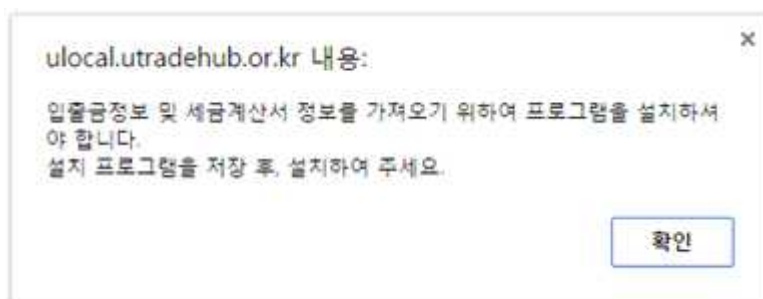 ulocal.utradehub.or.kr 내용:
입출금정보 및 세금계산서 정보를 가져오기 위하여 프로그램을 설치하셔
야 합니다.
설치 프로그램을 저장 후, 설치하여 주세요.
확인